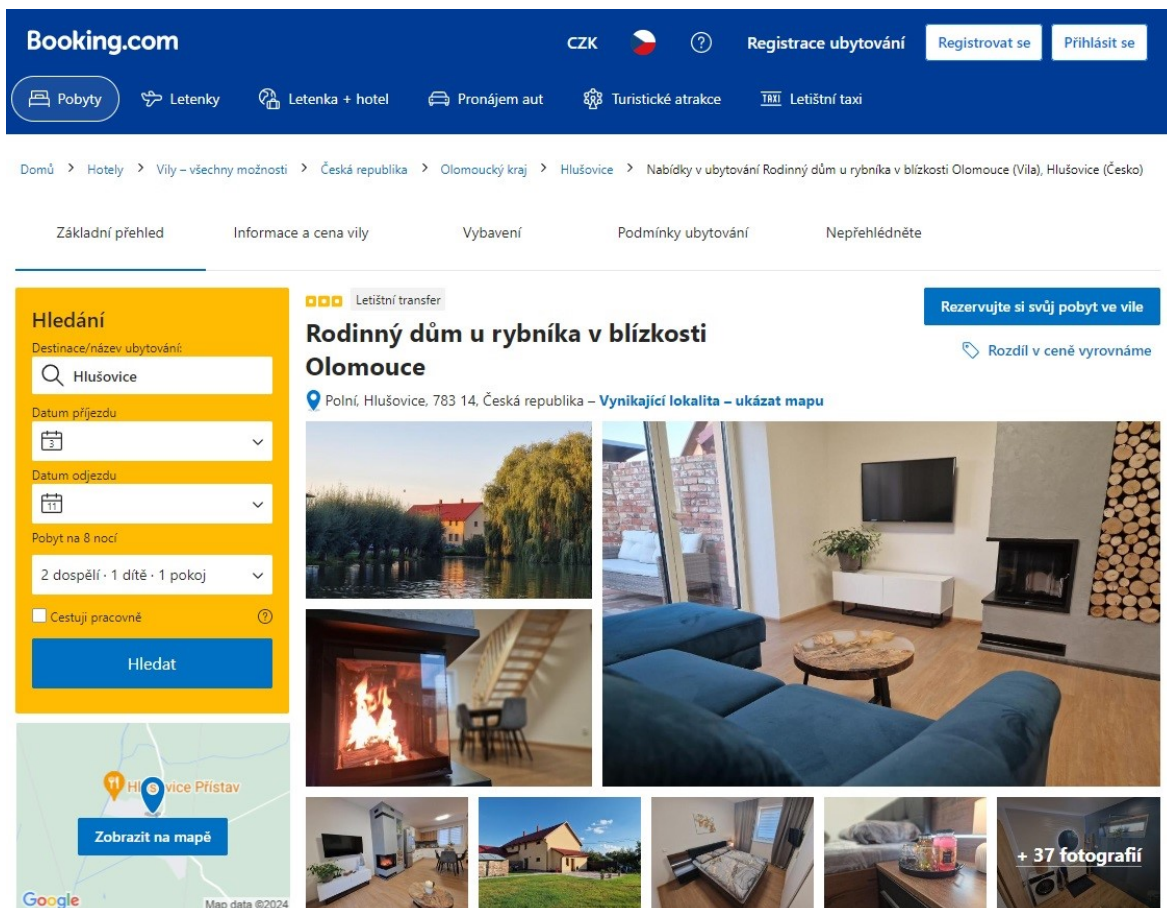 Booking.com
CZK
Registrace ubytování
Registrovat se
Přihlásit se
Pobyty
Letenky
Letenka + hotel
Pronájem aut
Turistické atrakce
TAXI Letištní taxi
Domů > Hotely > Vily – všechny možnosti > Česká republika > Olomoucký kraj > Hlušovice > Nabídky v ubytování Rodinný dům u rybníka v blízkosti Olomouce (Vila), Hlušovice (Česko)
Základní přehled
Informace a cena vily
Vybavení
Podmínky ubytování
Nepřehlédněte
Hledání
Destinace/název ubytování:
Hlušovice
Datum příjezdu
3
Datum odjezdu
11
Pobyt na 8 nocí
2 dospělí · 1 dítě · 1 pokoj
Cestuji pracovně
Hledat
Letištní transfer
Rodinný dům u rybníka v blízkosti
Olomouce
Polní, Hlušovice, 783 14, Česká republika – Vynikající lokalita – ukázat mapu
Rezervujte si svůj pobyt ve vile
Rozdíl v ceně vyrovnáme
Zobrazit na mapě
Google
Map data ©2024
+ 37 fotografií